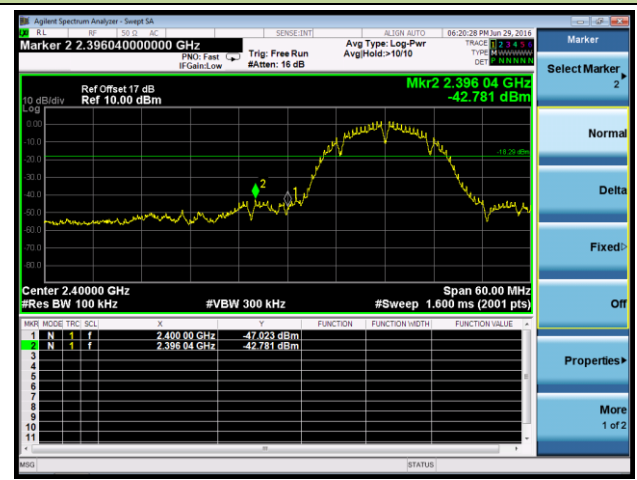 Agilent Spectrum Analyzer - Swept SA
RL RF 50 Ω AC SENSE:INT ALIGN AUTO 06:20:28 PM Jun 29, 2016
Marker 2 2.396040000000 GHz
PNO: Fast
IFGain:Low
Trig: Free Run
#Atten: 16 dB
Avg Type: Log-Pwr
Avg|Hold:>10/10
TRACE 1 2 3 4 5 6
TYPE M W W W W W
DET P N N N N N
Marker
Select Marker
2
Normal
Delta
Fixed
Off
Properties
More
1 of 2
Ref Offset 17 dB
10 dB/div Ref 10.00 dBm
Log
Mkr2 2.396 04 GHz
-42.781 dBm
0.00
-10.0
-20.0
-30.0
-40.0
-50.0
-60.0
-70.0
-80.0
-18.29 dBm
2
1
Center 2.40000 GHz Span 60.00 MHz
#Res BW 100 kHz #VBW 300 kHz #Sweep 1.600 ms (2001 pts)
MKR MODE TRC SCL X Y FUNCTION FUNCTION WIDTH FUNCTION VALUE
1 N 1 f 2.400 00 GHz -47.023 dBm
2 N 1 f 2.396 04 GHz -42.781 dBm
3
4
5
6
7
8
9
10
11
MSG STATUS